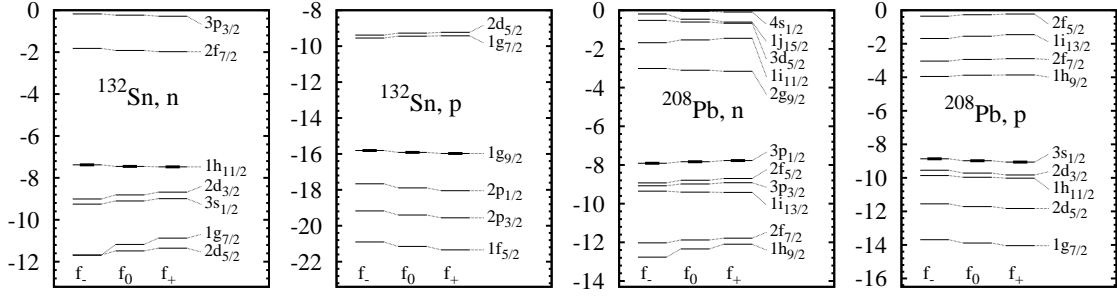 0
-2
-4
-6
-8
-10
-12
3p3/2
2f7/2
132Sn, n
1h11/2
2d3/2
3s1/2
1g7/2
2d5/2
f- f0 f+
-8
-10
-12
-14
-16
-18
-20
-22
2d5/2
1g7/2
132Sn, p
1g9/2
2p1/2
2p3/2
1f5/2
f- f0 f+
0
-2
-4
-6
-8
-10
-12
-14
4s1/2
1j15/2
3d5/2
1i11/2
2g9/2
208Pb, n
3p1/2
2f5/2
3p3/2
1i13/2
2f7/2
1h9/2
f- f0 f+
0
-2
-4
-6
-8
-10
-12
-14
-16
2f5/2
1i13/2
2f7/2
1h9/2
208Pb, p
3s1/2
2d3/2
1h11/2
2d5/2
1g7/2
f- f0 f+